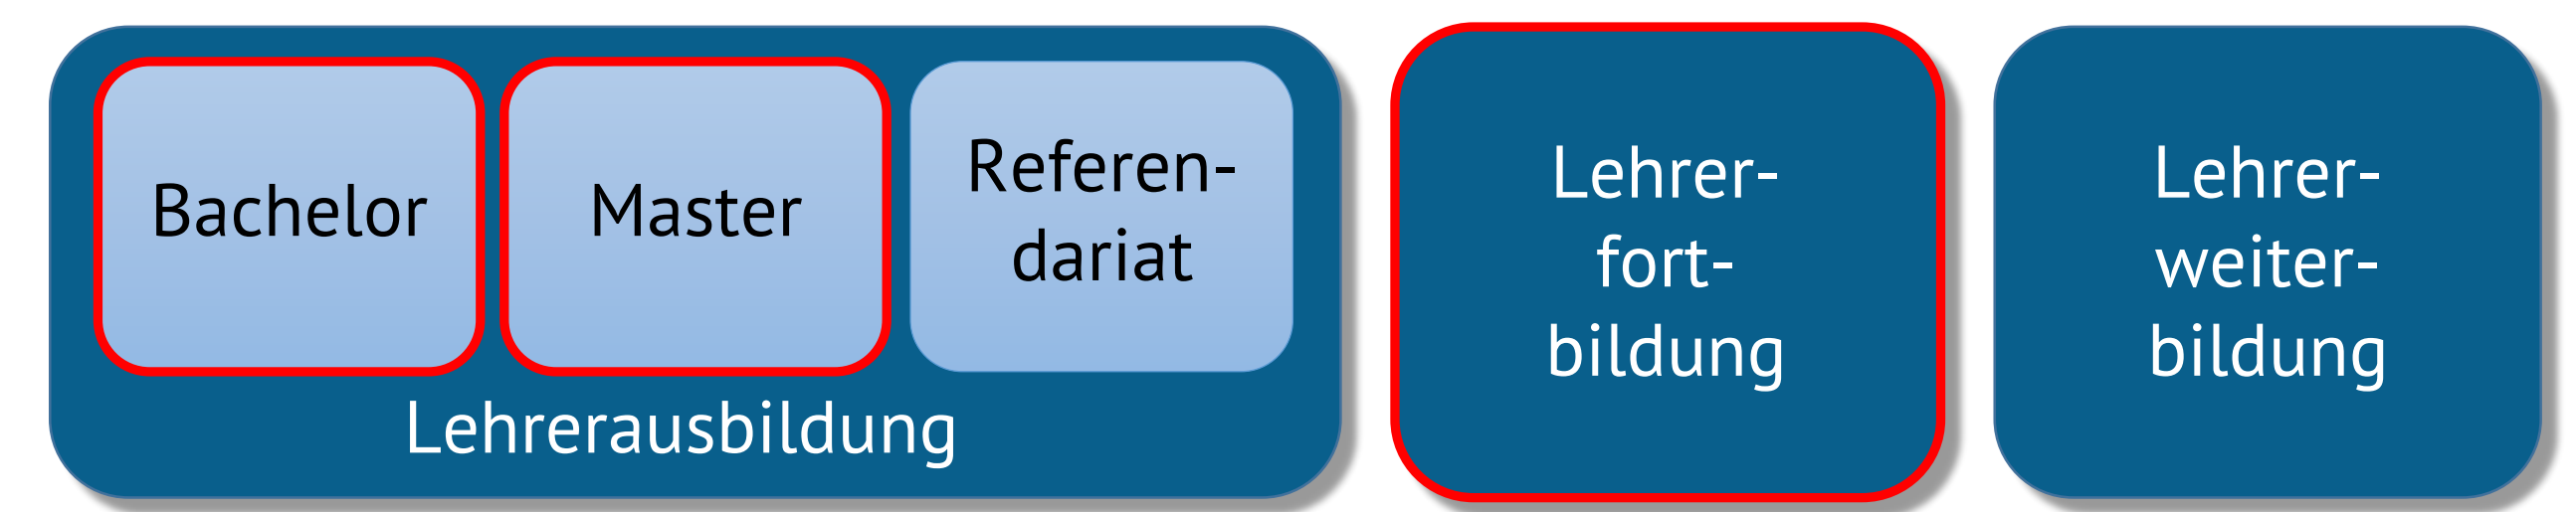 Bachelor
Master
Referen-
dariat
Lehrerausbildung
Lehrer-
fort-
bildung
Lehrer-
weiter-
bildung